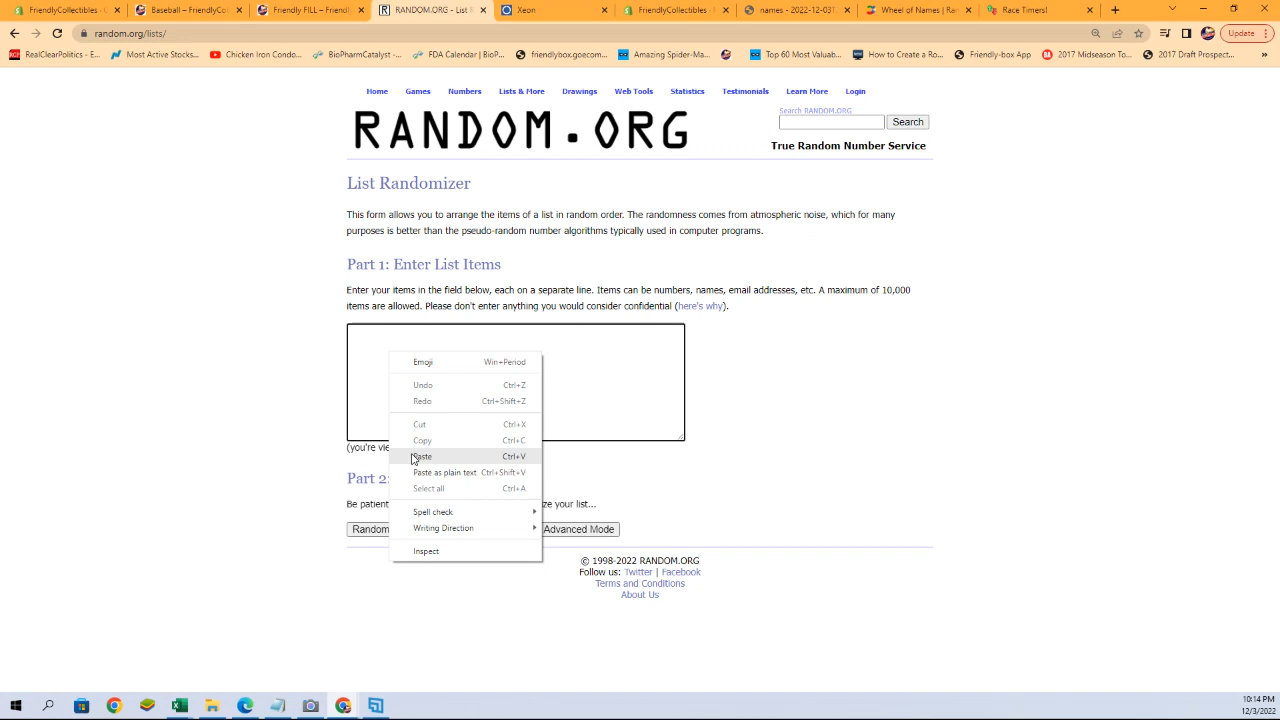 FriendlyCollectibles - C
Baseball – FriendlyCol
Friendly FILL – Friend
RANDOM.ORG - List R
Xeon
FriendlyCollectibles ·
names - 2022-12-03T
Wheel of Names | Ra
Race Timers!
random.org/lists/
Update
RealClearPolitics - E...
Most Active Stocks...
Chicken Iron Condo...
BioPharmCatalyst -...
FDA Calendar | BioP...
friendlybox.goecom...
Amazing Spider-Ma...
Top 60 Most Valuab...
How to Create a Ro...
Friendly-box App
2017 Midseason To...
2017 Draft Prospect...
»
Home Games Numbers Lists & More Drawings Web Tools Statistics Testimonials Learn More Login
RANDOM.ORG
Search RANDOM.ORG
Search
True Random Number Service
List Randomizer
This form allows you to arrange the items of a list in random order. The randomness comes from atmospheric noise, which for many
purposes is better than the pseudo-random number algorithms typically used in computer programs.
Part 1: Enter List Items
Enter your items in the field below, each on a separate line. Items can be numbers, names, email addresses, etc. A maximum of 10,000
items are allowed. Please don't enter anything you would consider confidential (here's why).
Emoji Win+Period
Undo Ctrl+Z
Redo Ctrl+Shift+Z
Cut Ctrl+X
Copy Ctrl+C
(you're vie
Paste Ctrl+V
Paste as plain text Ctrl+Shift+V
Part 2:
Select all Ctrl+A
Be patien ze your list...
Spell check
Writing Direction
Random Advanced Mode
Inspect
© 1998-2022 RANDOM.ORG
Follow us: Twitter | Facebook
Terms and Conditions
About Us
10:14 PM
12/3/2022